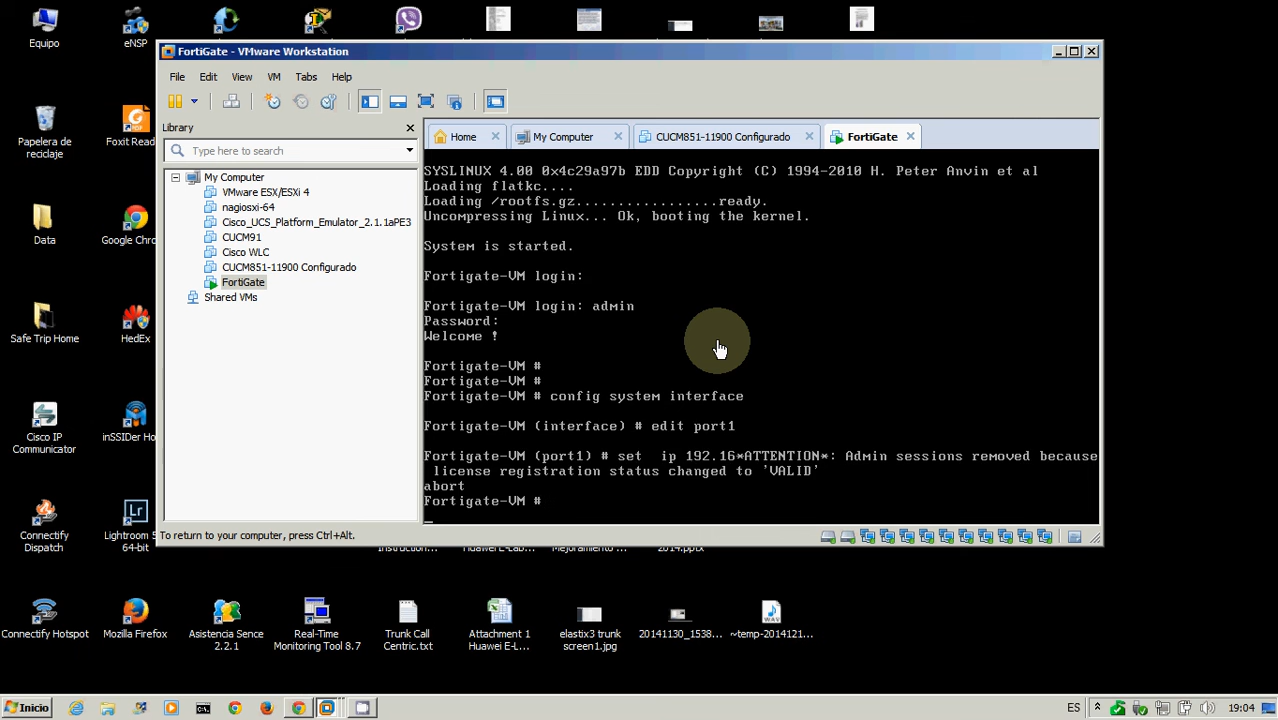 Equipo
eNSP
FortiGate - VMware Workstation
File Edit View VM Tabs Help
Library
Type here to search
My Computer
VMware ESX/ESXi 4
nagiosxi-64
Cisco_UCS_Platform_Emulator_2.1.1aPE3
CUCM91
Cisco WLC
CUCM851-11900 Configurado
FortiGate
Shared VMs
Home
My Computer
CUCM851-11900 Configurado
FortiGate
SYSLINUX 4.00 0x4c29a97b EDD Copyright (C) 1994-2010 H. Peter Anvin et al
Loading flatkc....
Loading /rootfs.gz.................ready.
Uncompressing Linux... Ok, booting the kernel.
System is started.
Fortigate-VM login:
Fortigate-VM login: admin
Password:
Welcome !
Fortigate-VM #
Fortigate-VM #
Fortigate-VM # config system interface
Fortigate-VM (interface) # edit port1
Fortigate-VM (port1) # set  ip 192.16*ATTENTION*: Admin sessions removed because
license registration status changed to 'VALID'
abort
Fortigate-VM #
To return to your computer, press Ctrl+Alt.
Papelera de
reciclaje
Foxit Read
Data
Google Chro
Safe Trip Home
HedEx
Cisco IP
Communicator
inSSIDer Ho
Connectify
Dispatch
Lightroom 5
64-bit
Instruction...
Huawei E-Lab...
Mejoramiento ...
2014.pptx
Connectify Hotspot
Mozilla Firefox
Asistencia Sence
2.2.1
Real-Time
Monitoring Tool 8.7
Trunk Call
Centric.txt
Attachment 1
Huawei E-L...
elastix3 trunk
screen1.jpg
20141130_1538...
~temp-2014121...
Inicio
ES
19:04